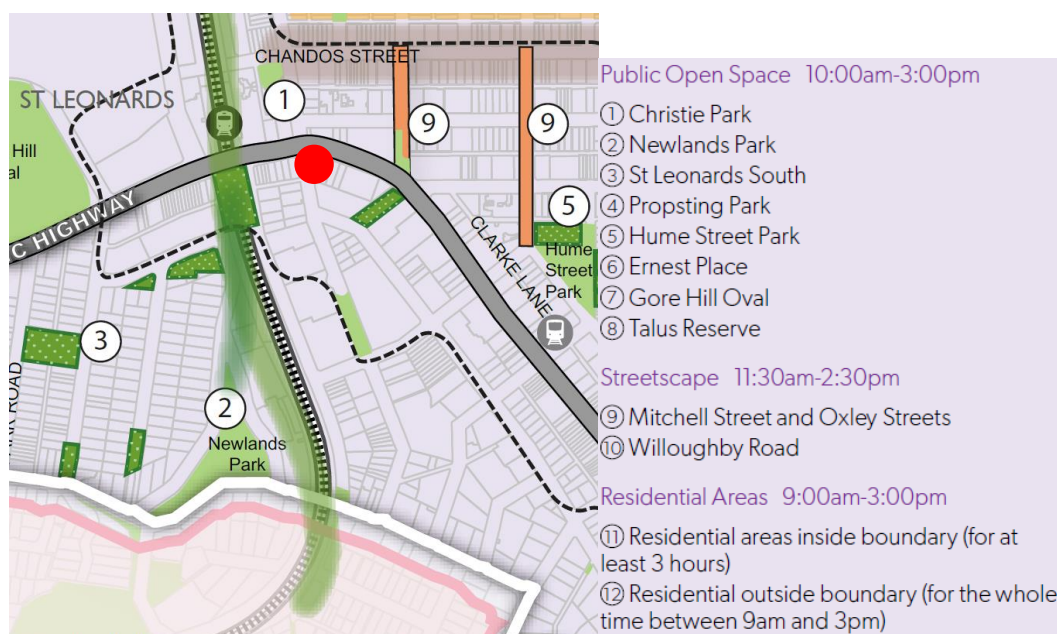 CHANDOS STREET
ST LEONARDS
1
9
9
Hill
al
C HIGHWAY
5
CLARKE LANE
Hume
Street
Park
3
2
Newlands
Park
ROAD
Public Open Space 10:00am-3:00pm
1 Christie Park
2 Newlands Park
3 St Leonards South
4 Propsting Park
5 Hume Street Park
6 Ernest Place
7 Gore Hill Oval
8 Talus Reserve
Streetscape 11:30am-2:30pm
9 Mitchell Street and Oxley Streets
10 Willoughby Road
Residential Areas 9:00am-3:00pm
11 Residential areas inside boundary (for at
least 3 hours)
12 Residential outside boundary (for the whole
time between 9am and 3pm)